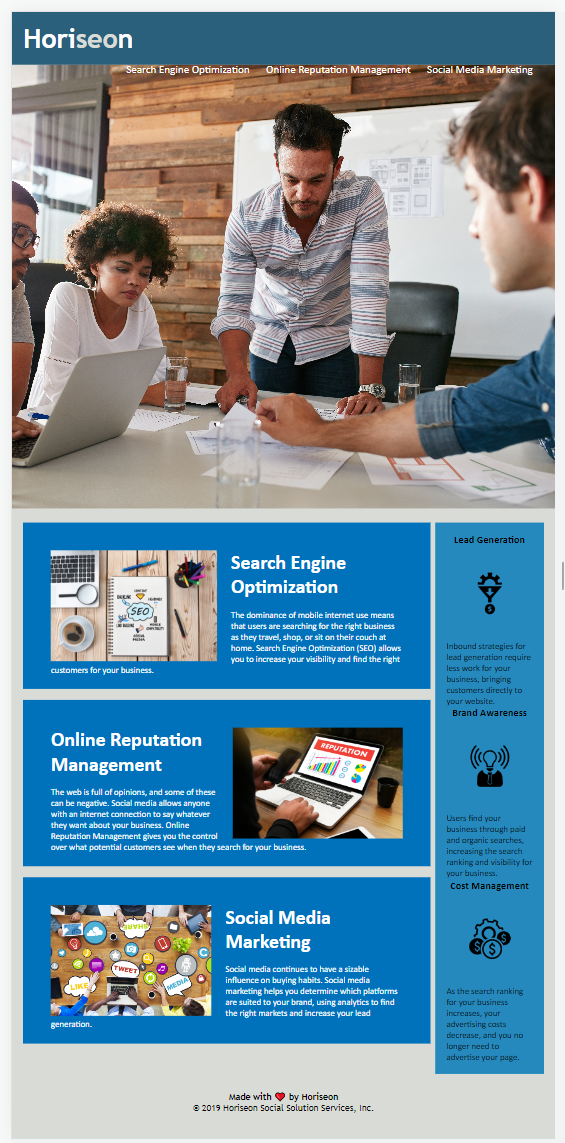 Horiseon
Search Engine Optimization Online Reputation Management Social Media Marketing
SEO
Search Engine
Optimization
The dominance of mobile internet use means
that users are searching for the right business
as they travel, shop, or sit on their couch at
home. Search Engine Optimization (SEO) allows
you to increase your visibility and find the right
customers for your business.
Online Reputation
Management
The web is full of opinions, and some of these
can be negative. Social media allows anyone
with an internet connection to say whatever
they want about your business. Online
Reputation Management gives you the control
over what potential customers see when they search for your business.
REPUTATION
SHARE
TWEET
LIKE
MEDIA
Social Media
Marketing
Social media continues to have a sizable
influence on buying habits. Social media
marketing helps you determine which platforms
are suited to your brand, using analytics to find
the right markets and increase your lead
generation.
Lead Generation
$
Inbound strategies for
lead generation require
less work for your
business, bringing
customers directly to
your website.
Brand Awareness
Users find your
business through paid
and organic searches,
increasing the search
ranking and visibility for
your business.
Cost Management
$ $ $
As the search ranking
for your business
increases, your
advertising costs
decrease, and you no
longer need to
advertise your page.
Made with ❤️ by Horiseon
© 2019 Horiseon Social Solution Services, Inc.